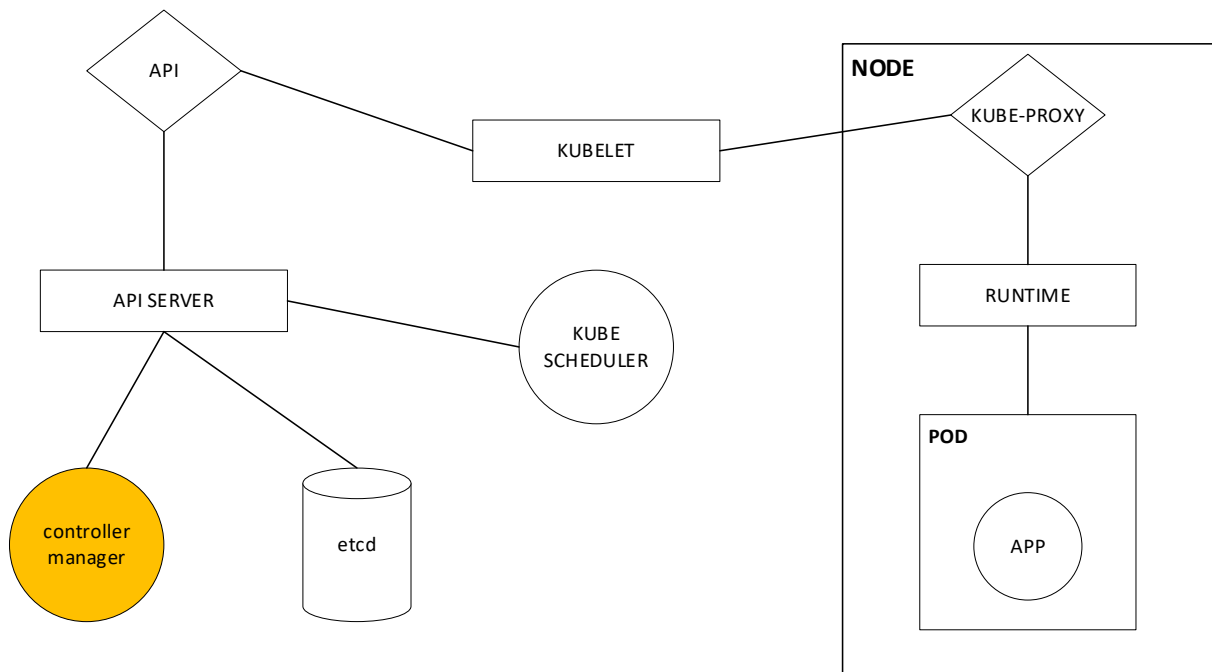 API
NODE
KUBE-PROXY
KUBELET
API SERVER
RUNTIME
KUBE
SCHEDULER
POD
controller
manager
etcd
APP